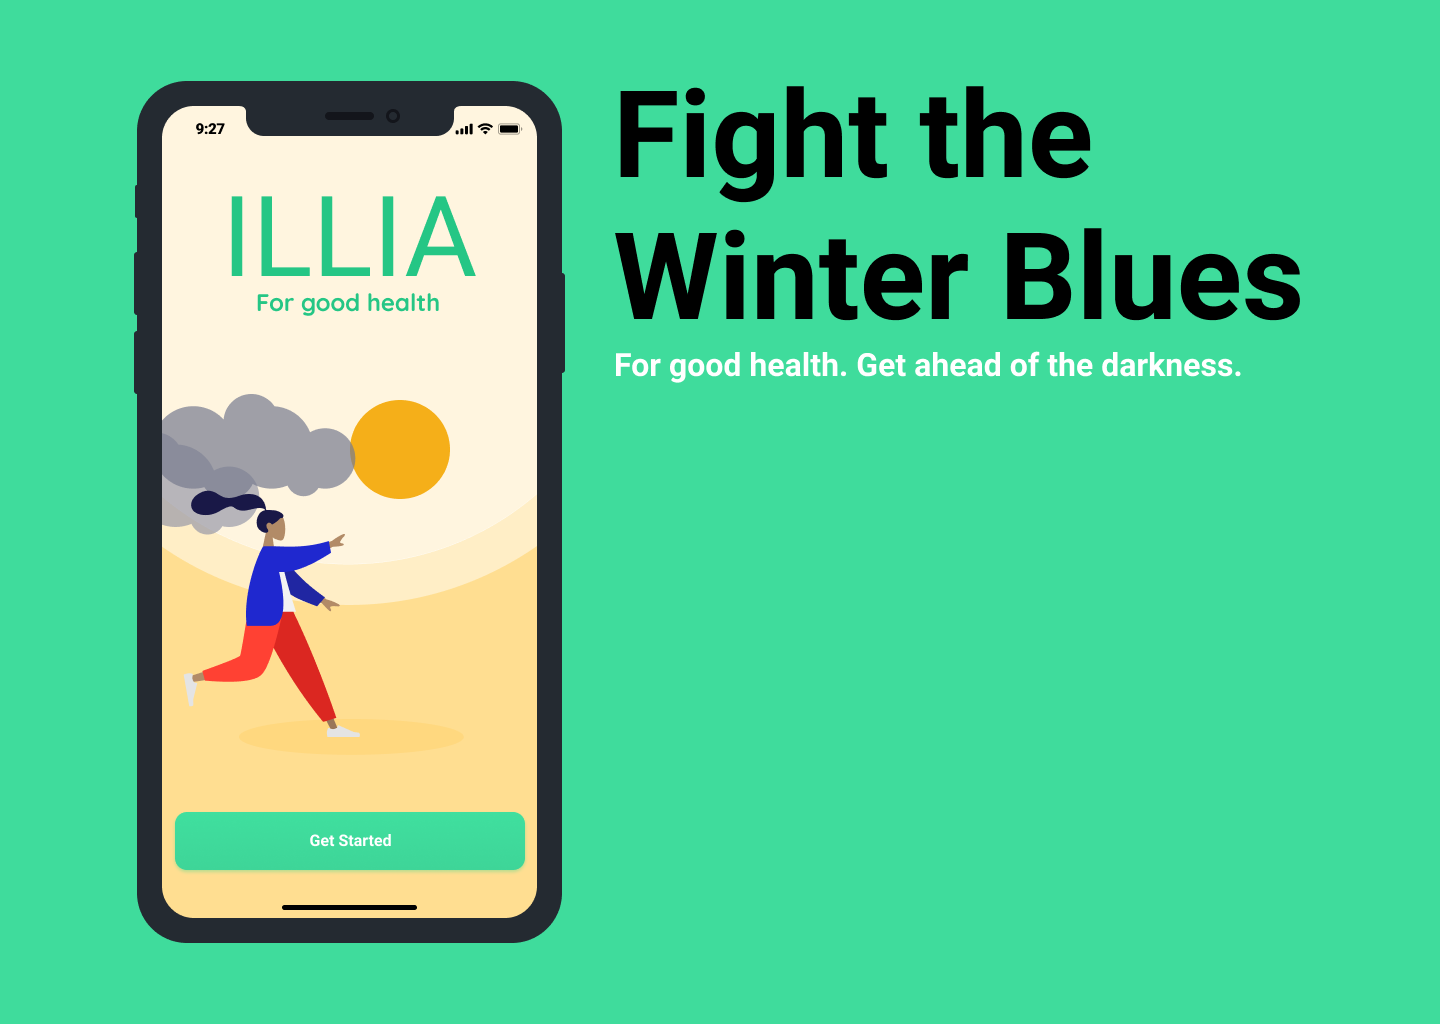 9:27
ILLIA
For good health
Get Started
Fight the
Winter Blues
For good health. Get ahead of the darkness.